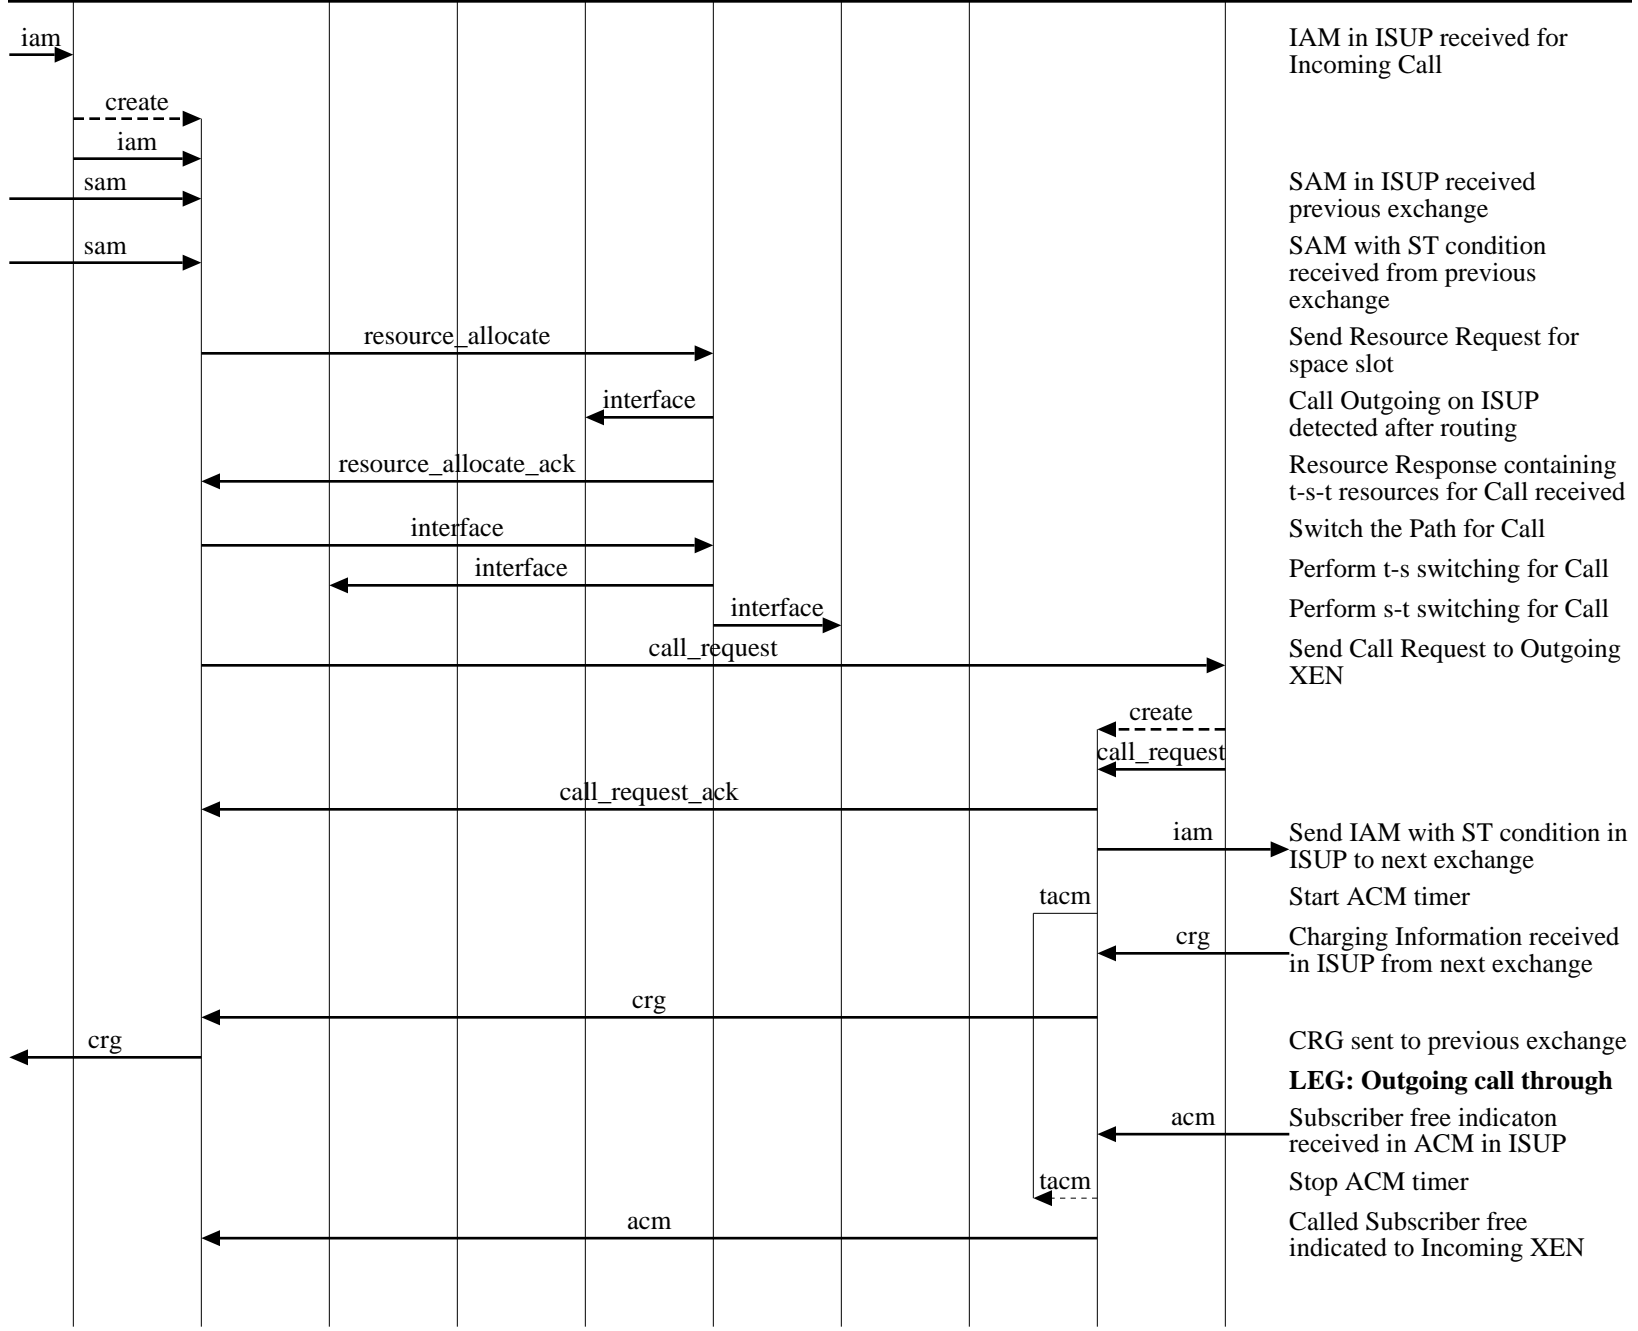 iam
IAM in ISUP received for
Incoming Call
create
iam
sam
SAM in ISUP received
previous exchange
sam
SAM with ST condition
received from previous
exchange
resource_allocate
Send Resource Request for
space slot
interface
Call Outgoing on ISUP
detected after routing
resource_allocate_ack
Resource Response containing
t-s-t resources for Call received
interface
Switch the Path for Call
interface
Perform t-s switching for Call
interface
Perform s-t switching for Call
call_request
Send Call Request to Outgoing
XEN
create
call_request
call_request_ack
iam
Send IAM with ST condition in
ISUP to next exchange
tacm
Start ACM timer
crg
Charging Information received
in ISUP from next exchange
crg
crg
CRG sent to previous exchange
LEG: Outgoing call through
acm
Subscriber free indicaton
received in ACM in ISUP
tacm
Stop ACM timer
acm
Called Subscriber free
indicated to Incoming XEN